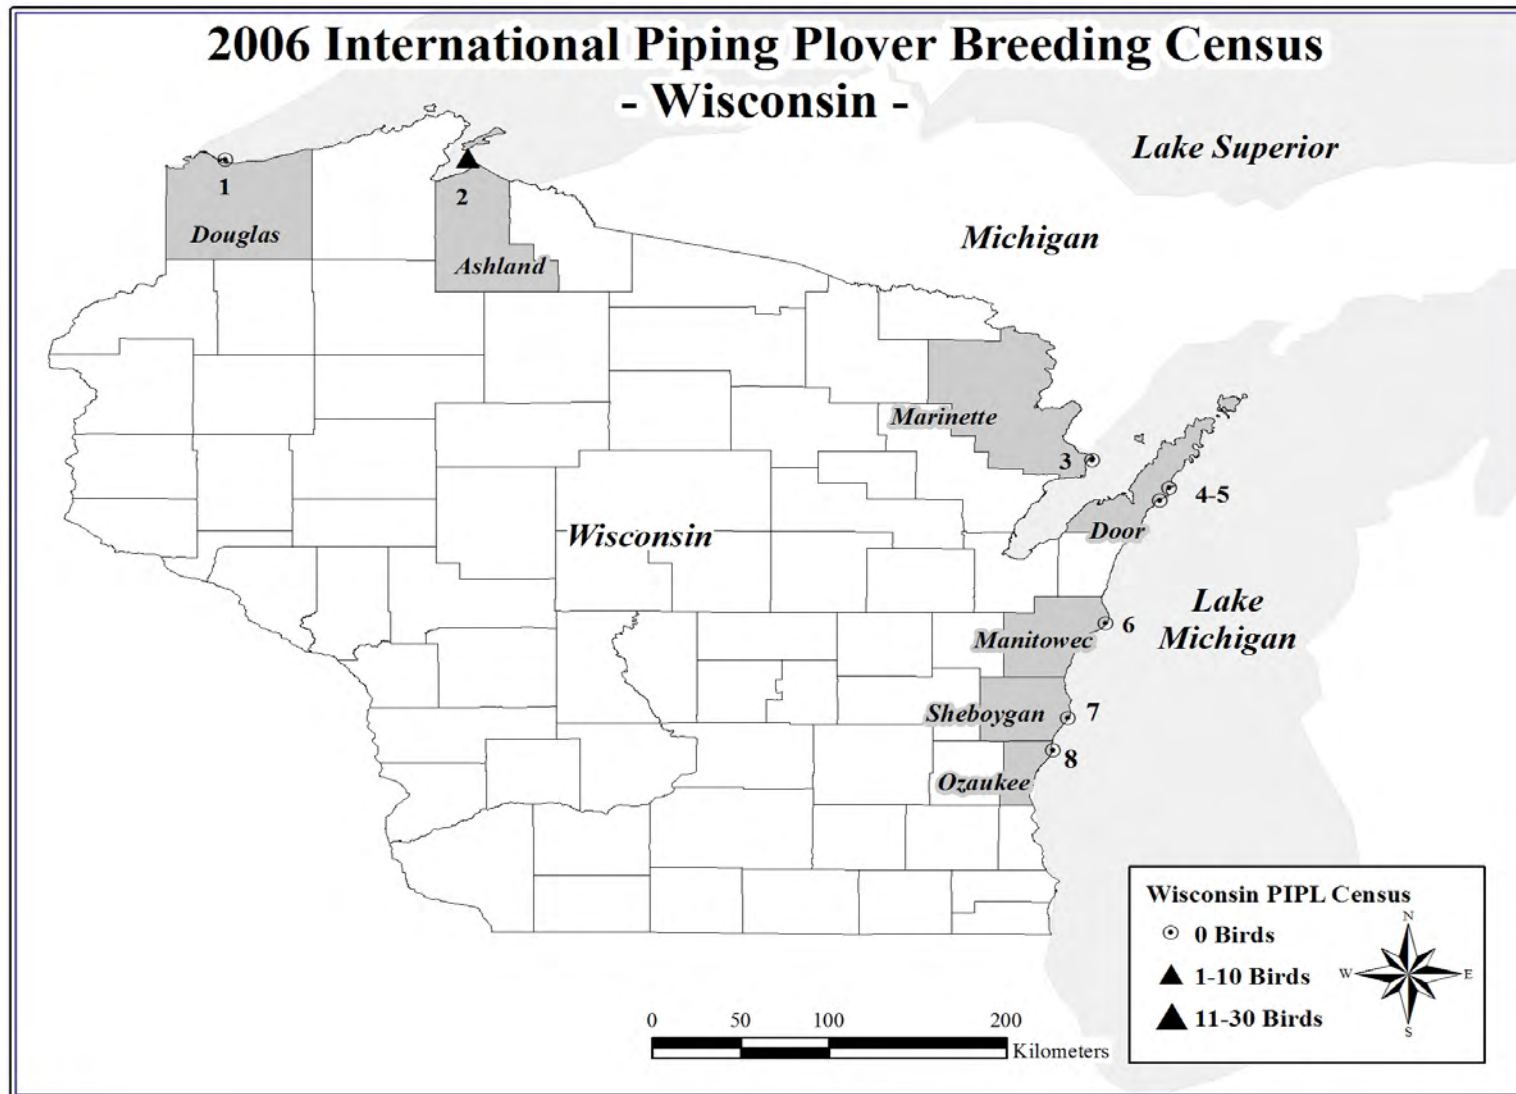 2006 International Piping Plover Breeding Census
- Wisconsin -
Lake Superior
1
2
Douglas
Michigan
Ashland
Marinette
3
4-5
Wisconsin
Door
Lake
Michigan
6
Manitowec
Sheboygan
7
8
Ozaukee
Wisconsin PIPL Census
N
0 Birds
W
E
1-10 Birds
11-30 Birds
S
0
50
100
200
Kilometers